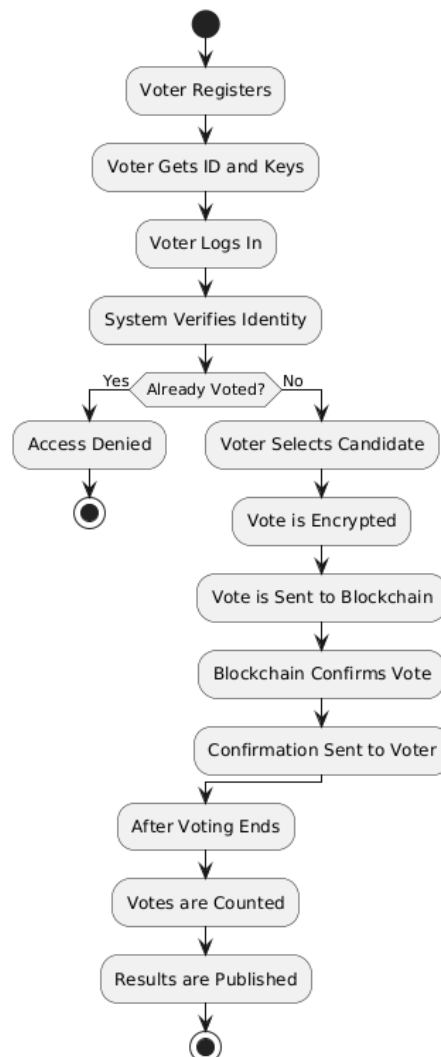 Voter Registers
Voter Gets ID and Keys
Voter Logs In
System Verifies Identity
Yes
Already Voted?
No
Access Denied
Voter Selects Candidate
Vote is Encrypted
Vote is Sent to Blockchain
Blockchain Confirms Vote
Confirmation Sent to Voter
After Voting Ends
Votes are Counted
Results are Published